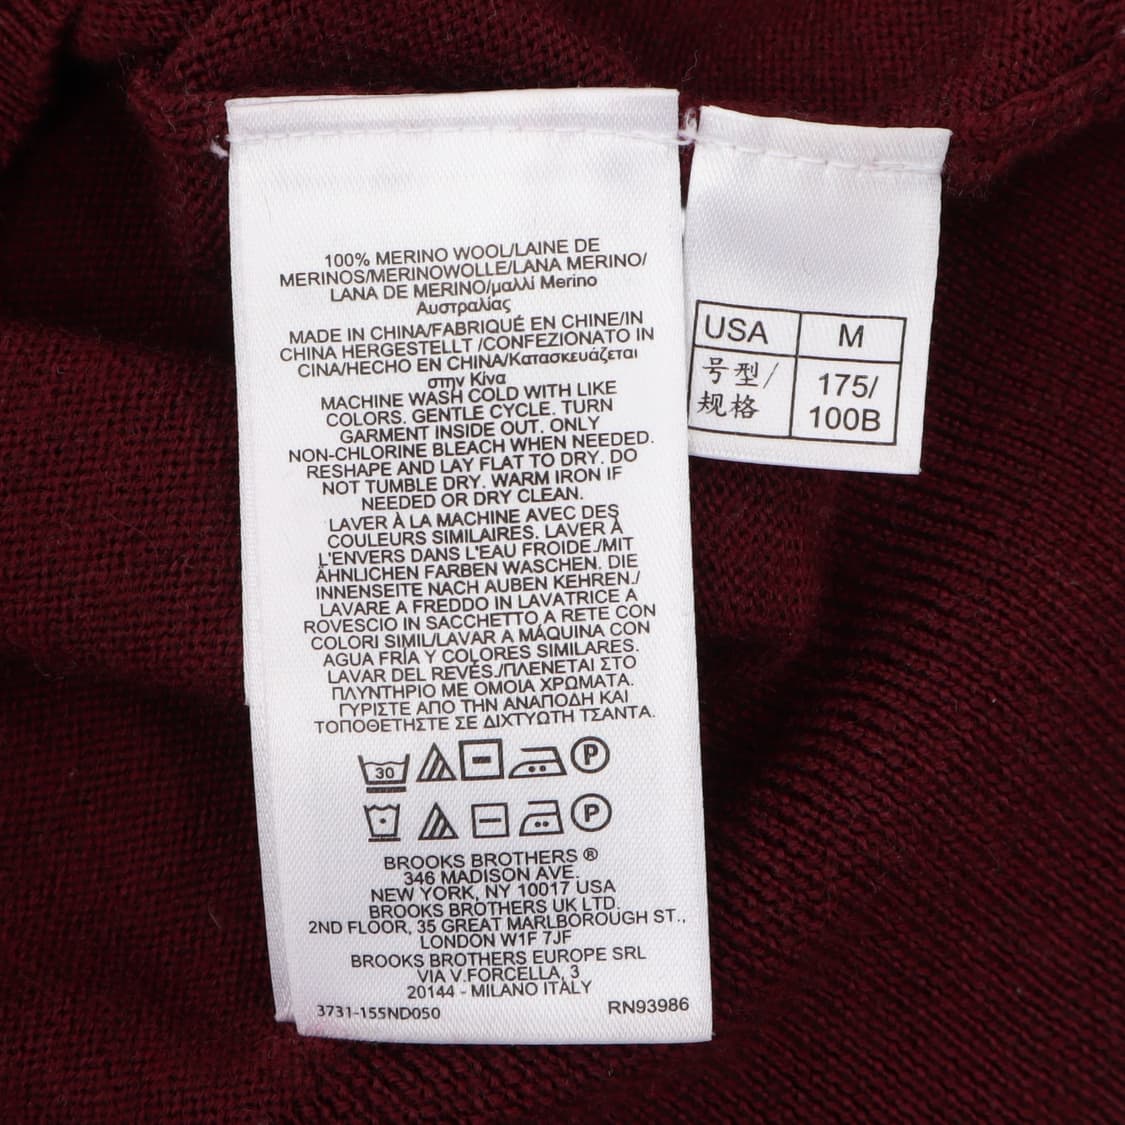 100% MERINO WOOL/LAINE DE
MERINOS/MERINOWOLLE/LANA MERINO/
LANA DE MERINO/μαλλί Merino
Αυστραλίας
MADE IN CHINA/FABRIQUÉ EN CHINE/IN
CHINA HERGESTELLT /CONFEZIONATO IN
CINA/HECHO EN CHINA/Κατασκευάζεται
στην Κίνα
MACHINE WASH COLD WITH LIKE
COLORS. GENTLE CYCLE. TURN
GARMENT INSIDE OUT. ONLY
NON-CHLORINE BLEACH WHEN NEEDED.
RESHAPE AND LAY FLAT TO DRY. DO
NOT TUMBLE DRY. WARM IRON IF
NEEDED OR DRY CLEAN.
LAVER À LA MACHINE AVEC DES
COULEURS SIMILAIRES. LAVER À
L'ENVERS DANS L'EAU FROIDE./MIT
ÄHNLICHEN FARBEN WASCHEN. DIE
INNENSEITE NACH AUBEN KEHREN./
LAVARE A FREDDO IN LAVATRICE A
ROVESCIO IN SACCHETTO A RETE CON
COLORI SIMIL/LAVAR A MÁQUINA CON
AGUA FRÍA Y COLORES SIMILARES.
LAVAR DEL REVÉS./ΠΛΕΝΕΤΑΙ ΣΤΟ
ΠΛΥΝΤΗΡΙΟ ΜΕ ΟΜΟΙΑ ΧΡΩΜΑΤΑ.
ΓΥΡΙΣΤΕ ΑΠΟ ΤΗΝ ΑΝΑΠΟΔΗ ΚΑΙ
ΤΟΠΟΘΕΤΗΣΤΕ ΣΕ ΔΙΧΤΥΩΤΗ ΤΣΑΝΤΑ.
30 P
P
BROOKS BROTHERS ®
346 MADISON AVE.
NEW YORK, NY 10017 USA
BROOKS BROTHERS UK LTD.
2ND FLOOR, 35 GREAT MARLBOROUGH ST.,
LONDON W1F 7JF
BROOKS BROTHERS EUROPE SRL
VIA V.FORCELLA, 3
20144 - MILANO ITALY
3731-155ND050 RN93986
USA M
号型/ 175/
规格 100B